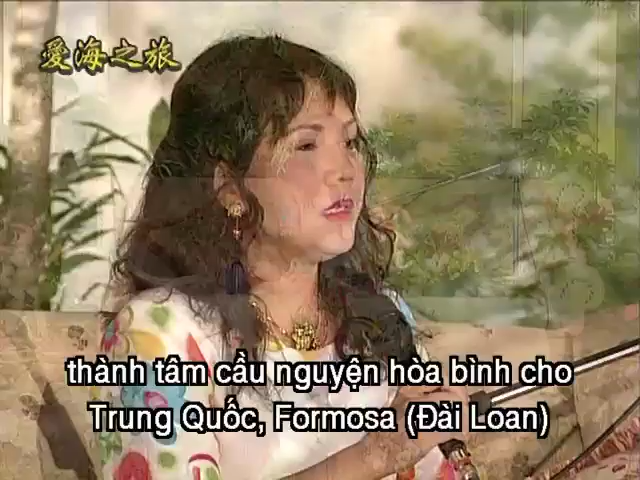 愛海之旅
thành tâm cầu nguyện hòa bình cho
Trung Quốc, Formosa (Đài Loan)